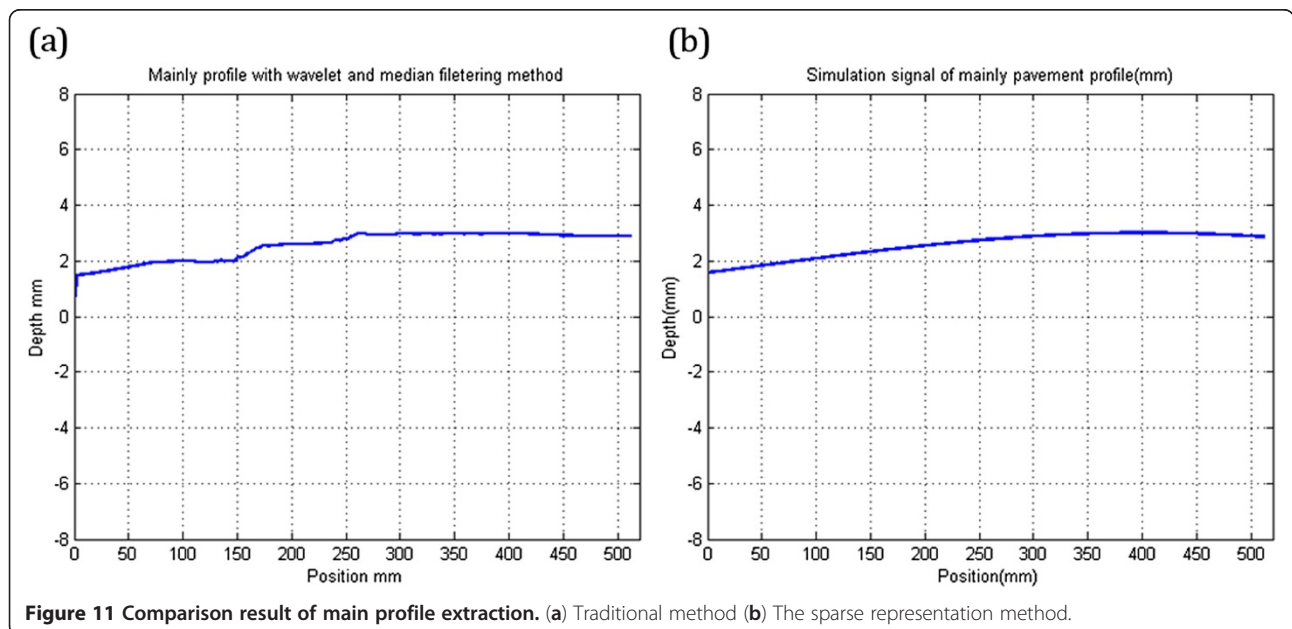 (a)
Mainly profile with wavelet and median filetering method
8
6
4
2
0
-2
-4
-6
-8
Depth mm
0 50 100 150 200 250 300 350 400 450 500
Position mm
(b)
Simulation signal of mainly pavement profile(mm)
8
6
4
2
0
-2
-4
-6
-8
Depth(mm)
0 50 100 150 200 250 300 350 400 450 500
Position(mm)
Figure 11 Comparison result of main profile extraction. (a) Traditional method (b) The sparse representation method.